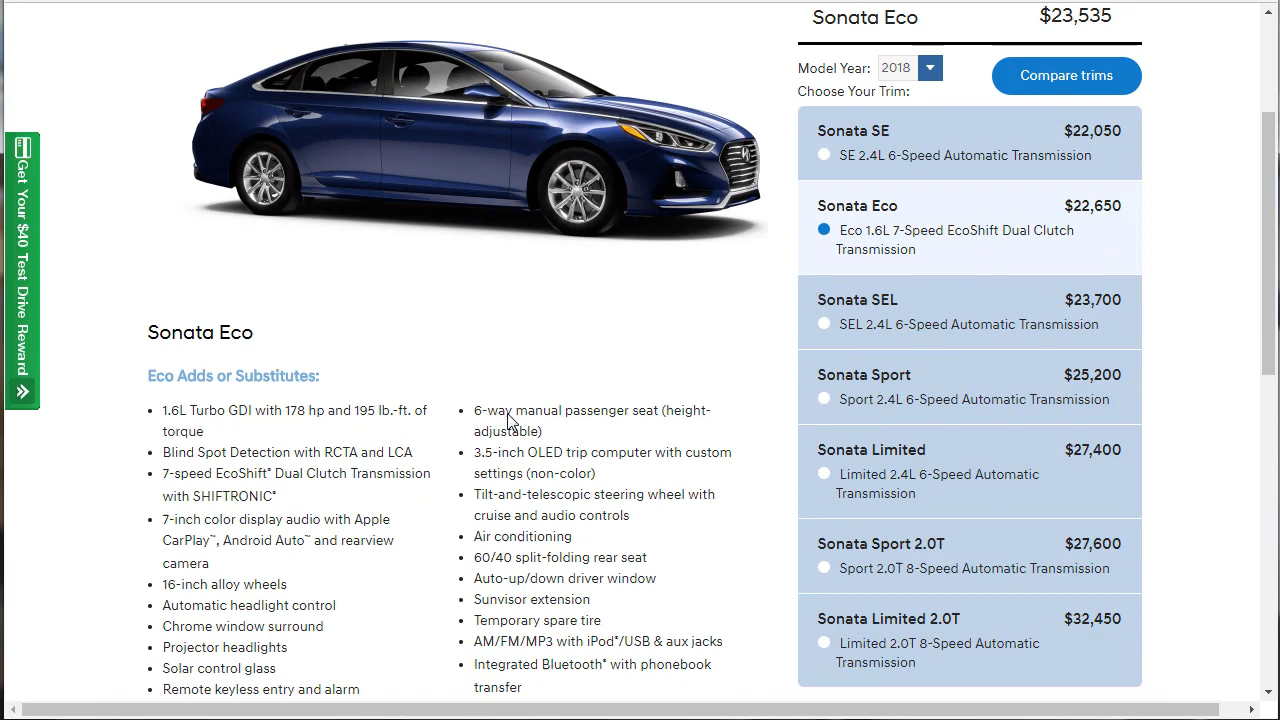 Sonata Eco $23,535
Model Year: 2018
Compare trims
Choose Your Trim:
Sonata SE $22,050
SE 2.4L 6-Speed Automatic Transmission
Sonata Eco $22,650
Eco 1.6L 7-Speed EcoShift Dual Clutch
Transmission
Sonata SEL $23,700
SEL 2.4L 6-Speed Automatic Transmission
Sonata Sport $25,200
Sport 2.4L 6-Speed Automatic Transmission
Sonata Limited $27,400
Limited 2.4L 6-Speed Automatic
Transmission
Sonata Sport 2.0T $27,600
Sport 2.0T 8-Speed Automatic Transmission
Sonata Limited 2.0T $32,450
Limited 2.0T 8-Speed Automatic
Transmission
Get Your $40 Test Drive Reward
Sonata Eco
Eco Adds or Substitutes:
• 1.6L Turbo GDI with 178 hp and 195 lb.-ft. of
torque
• Blind Spot Detection with RCTA and LCA
• 7-speed EcoShift® Dual Clutch Transmission
with SHIFTRONIC®
• 7-inch color display audio with Apple
CarPlay™, Android Auto™ and rearview
camera
• 16-inch alloy wheels
• Automatic headlight control
• Chrome window surround
• Projector headlights
• Solar control glass
• Remote keyless entry and alarm
• 6-way manual passenger seat (height-
adjustable)
• 3.5-inch OLED trip computer with custom
settings (non-color)
• Tilt-and-telescopic steering wheel with
cruise and audio controls
• Air conditioning
• 60/40 split-folding rear seat
• Auto-up/down driver window
• Sunvisor extension
• Temporary spare tire
• AM/FM/MP3 with iPod®/USB & aux jacks
• Integrated Bluetooth® with phonebook
transfer